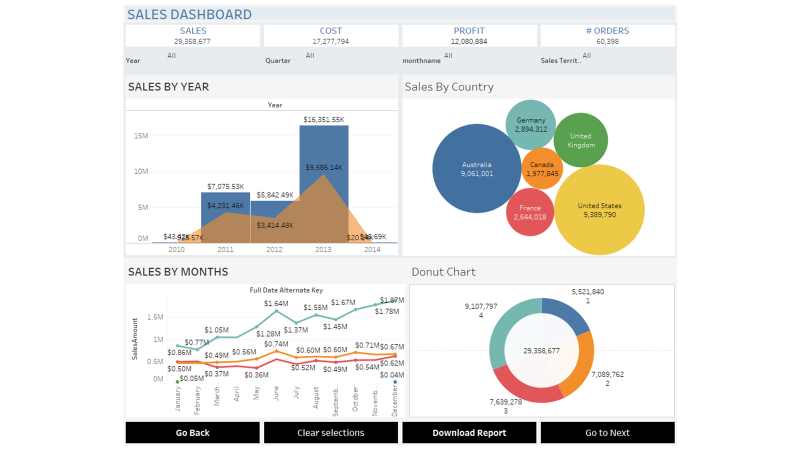 SALES DASHBOARD
SALES
29,358,677
COST
17,277,794
PROFIT
12,080,884
# ORDERS
60,398
Year
All
Quarter
All
monthname
All
Sales Territ..
All
SALES BY YEAR
Year
15M
10M
5M
0M
$16,351.55K
$9,586.14K
$7,075.53K
$5,842.49K
$4,231.46K
$3,414.48K
2010
2011
2012
2013
2014
Sales By Country
Germany
2,894,312
United
Kingdom
Australia
9,061,001
Canada
1,977,845
France
2,644,018
United States
9,389,790
SALES BY MONTHS
Full Date Alternate Key
SalesAmount
1.5M
1M
0.5M
0M
$0.86M
$0.77M
$1.05M
$1.28M
$1.64M
$1.37M
$1.55M
$1.45M
$1.67M
$1.78M
$1.87M
$0.50M
$0.49M
$0.56M
$0.74M
$0.60M
$0.60M
$0.71M
$0.67M
$0.37M
$0.36M
$0.52M
$0.49M
$0.54M
$0.62M
$0.05M
$0.04M
January
February
March
April
May
June
July
August
Septemb..
October
Novemb..
December
Donut Chart
5,521,840
1
9,107,797
4
29,358,677
7,089,762
2
7,639,278
3
Go Back
Clear selections
Download Report
Go to Next